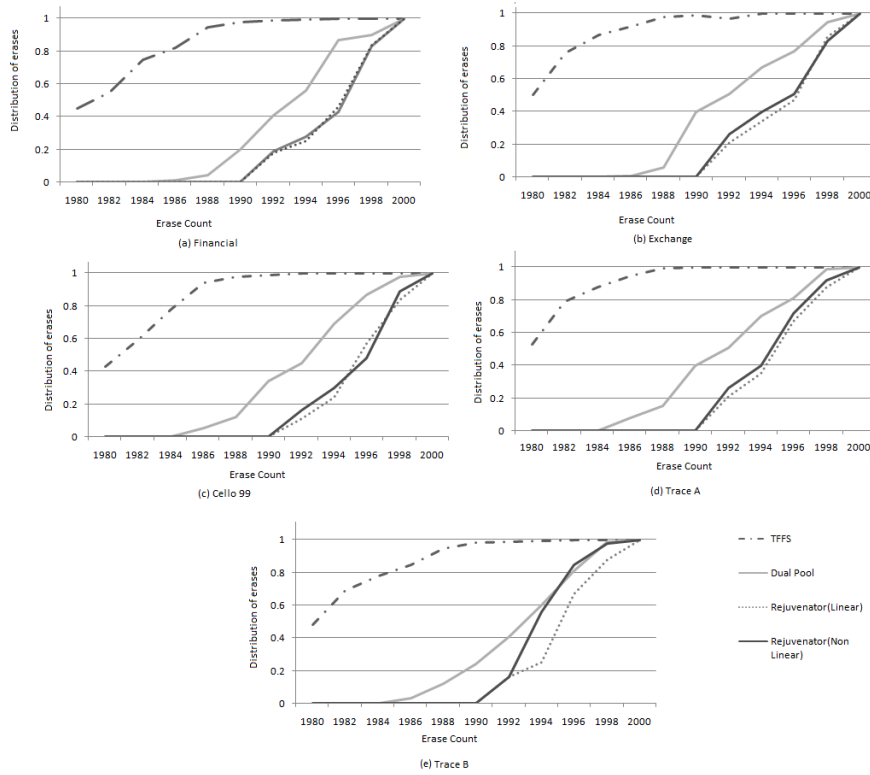 Distribution of erases
1
0.8
0.6
0.4
0.2
0
1980 1982 1984 1986 1988 1990 1992 1994 1996 1998 2000
Erase Count
(a) Financial
Distribution of erases
1
0.8
0.6
0.4
0.2
0
1980 1982 1984 1986 1988 1990 1992 1994 1996 1998 2000
Erase Count
(b) Exchange
Distribution of erases
1
0.8
0.6
0.4
0.2
0
1980 1982 1984 1986 1988 1990 1992 1994 1996 1998 2000
Erase Count
(c) Cello 99
Distribution of erases
1
0.8
0.6
0.4
0.2
0
1980 1982 1984 1986 1988 1990 1992 1994 1996 1998 2000
Erase Count
(d) Trace A
Distribution of erases
1
0.8
0.6
0.4
0.2
0
1980 1982 1984 1986 1988 1990 1992 1994 1996 1998 2000
Erase Count
(e) Trace B
TFFS
Dual Pool
Rejuvenator(Linear)
Rejuvenator(Non
Linear)